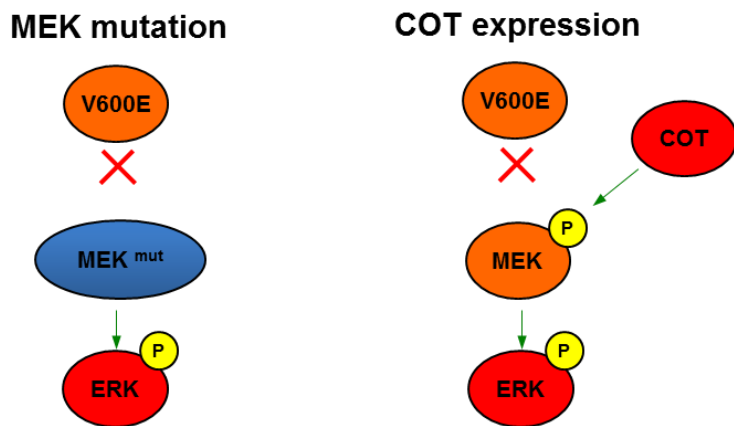 MEK mutation
V600E
MEK mut
P
ERK
COT expression
V600E
COT
P
MEK
P
ERK